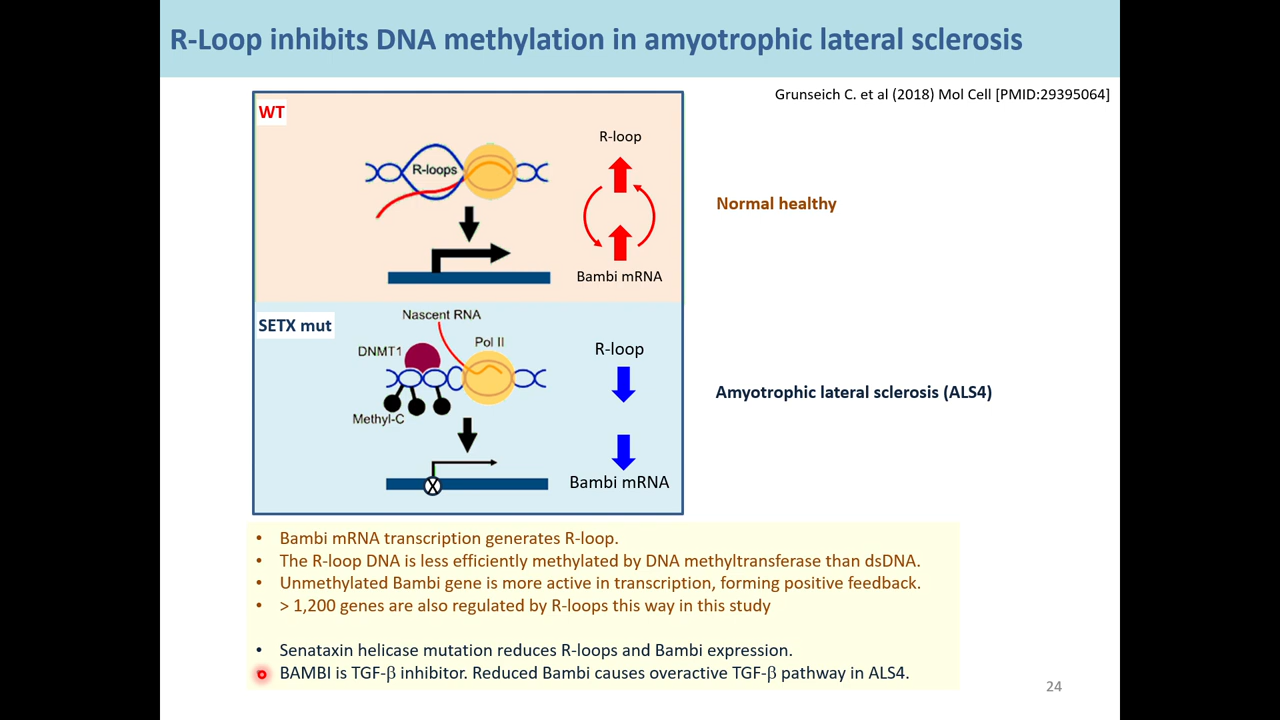 R-Loop inhibits DNA methylation in amyotrophic lateral sclerosis
Grunseich C. et al (2018) Mol Cell [PMID:29395064]
WT
R-loops
R-loop
Bambi mRNA
Normal healthy
SETX mut
Nascent RNA
DNMT1
Pol II
Methyl-C
X
R-loop
Bambi mRNA
Amyotrophic lateral sclerosis (ALS4)
• Bambi mRNA transcription generates R-loop.
• The R-loop DNA is less efficiently methylated by DNA methyltransferase than dsDNA.
• Unmethylated Bambi gene is more active in transcription, forming positive feedback.
• > 1,200 genes are also regulated by R-loops this way in this study
• Senataxin helicase mutation reduces R-loops and Bambi expression.
BAMBI is TGF-β inhibitor. Reduced Bambi causes overactive TGF-β pathway in ALS4.
24